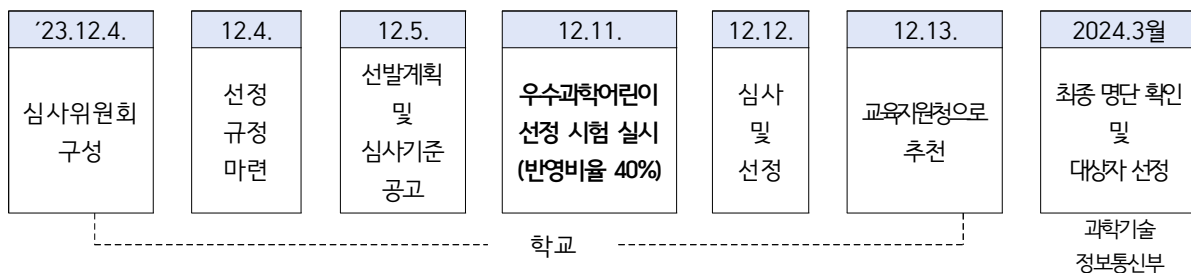 ´23.12.4.
심사위원회
구성
12.4.
선정
규정
마련
12.5.
선발계획
및
심사기준
공고
12.11.
우수과학어린이
선정 시험 실시
(반영비율 40%)
12.12.
심사
및
선정
12.13.
교육지원청으로
추천
2024.3월
최종 명단 확인
및
대상자 선정
학교
과학기술
정보통신부